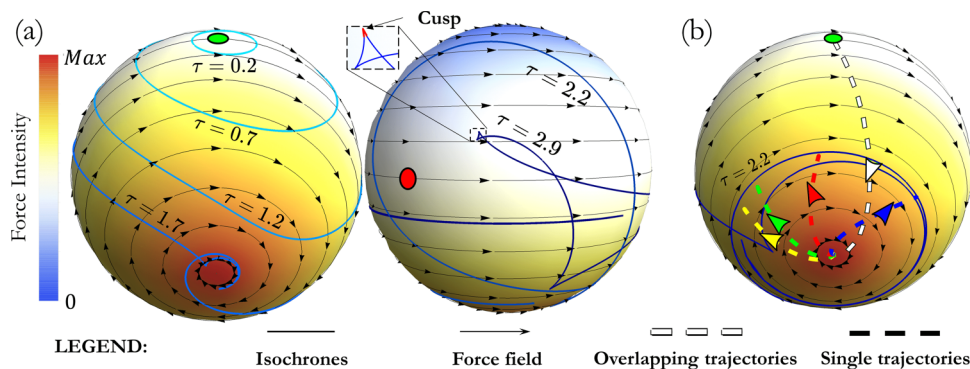 (a)
Force Intensity
Max
0
τ = 0.2
τ = 0.7
τ = 1.2
τ = 1.7
Cusp
τ = 2.2
τ = 2.9
(b)
τ = 2.2
LEGEND:
Isochrones
Force field
Overlapping trajectories
Single trajectories